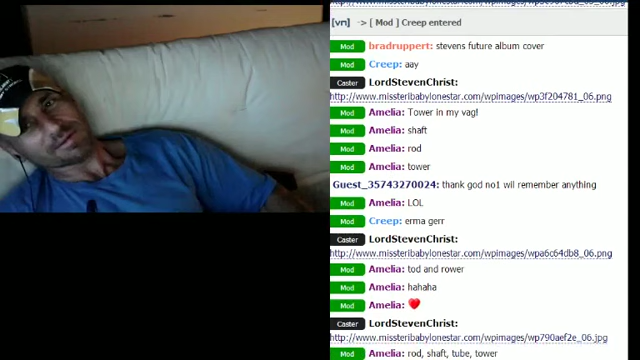 [vn] -> [ Mod ] Creep entered
Mod bradruppert: stevens future album cover
Mod Creep: aay
Caster LordStevenChrist:
http://www.missteribabylonestar.com/wpimages/wp3f204781_06.png
Mod Amelia: Tower in my vag!
Mod Amelia: shaft
Mod Amelia: rod
Mod Amelia: tower
Guest_35743270024: thank god no1 wil remember anything
Mod Amelia: LOL
Mod Creep: erma gerr
Caster LordStevenChrist:
http://www.missteribabylonestar.com/wpimages/wpa6c64db8_06.png
Mod Amelia: tod and rower
Mod Amelia: hahaha
Mod Amelia: ❤
Caster LordStevenChrist:
http://www.missteribabylonestar.com/wpimages/wp790aef2e_06.jpg
Mod Amelia: rod, shaft, tube, tower